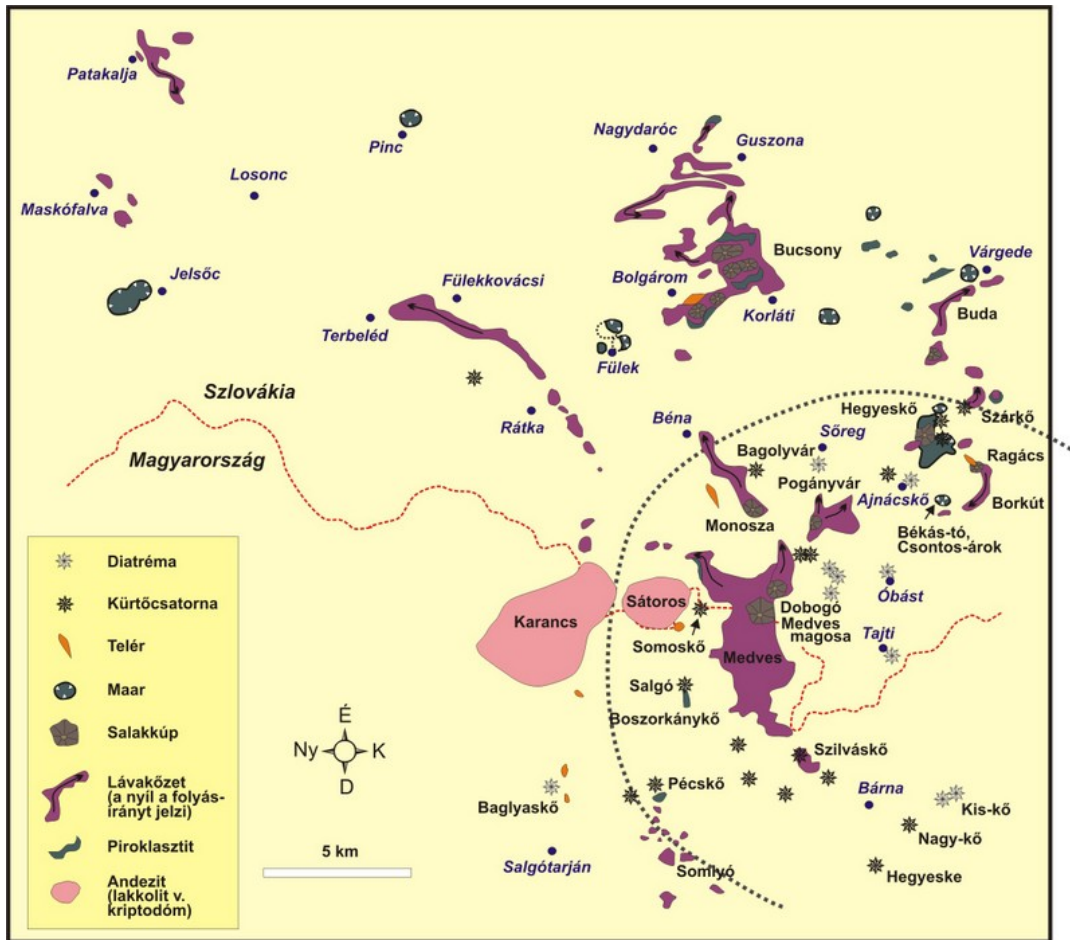 Patakalja
Pinc
Nagydaróc
Guszona
Losonc
Maskófalva
Bucsony
Várgede
Jelsőc
Fülekkovácsi
Bolgárom
Terbeléd
Korláti
Buda
Fülek
Szlovákia
Hegyeskő
Szárkő
Rátka
Béna
Sőreg
Magyarország
Bagolyvár
Ragács
Pogányvár
Ajnácskő
Monosza
Borkút
Békás-tó,
Csontos-árok
Diatréma
Kürtőcsatorna
Telér
Maar
Salakkúp
Lávakőzet
(a nyíl a folyás-
irányt jelzi)
Piroklasztit
Andezit
(lakkolit v.
kriptodóm)
Karancs
Sátoros
Óbást
Dobogó
Medves
magosa
Somoskő
Tajti
Medves
Salgó
Boszorkánykő
É
Ny
K
D
Szilváskő
Pécskő
Baglyaskő
Bárna
Kis-kő
Nagy-kő
5 km
Salgótarján
Somlyó
Hegyeske